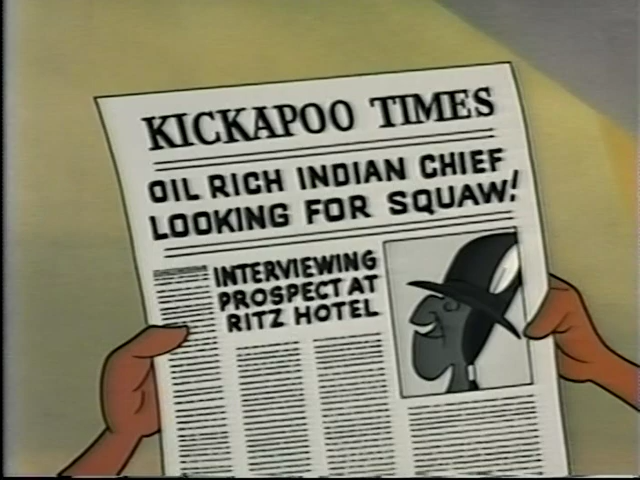 KICKAPOO TIMES
OIL RICH INDIAN CHIEF
LOOKING FOR SQUAW!
INTERVIEWING
PROSPECT AT
RITZ HOTEL